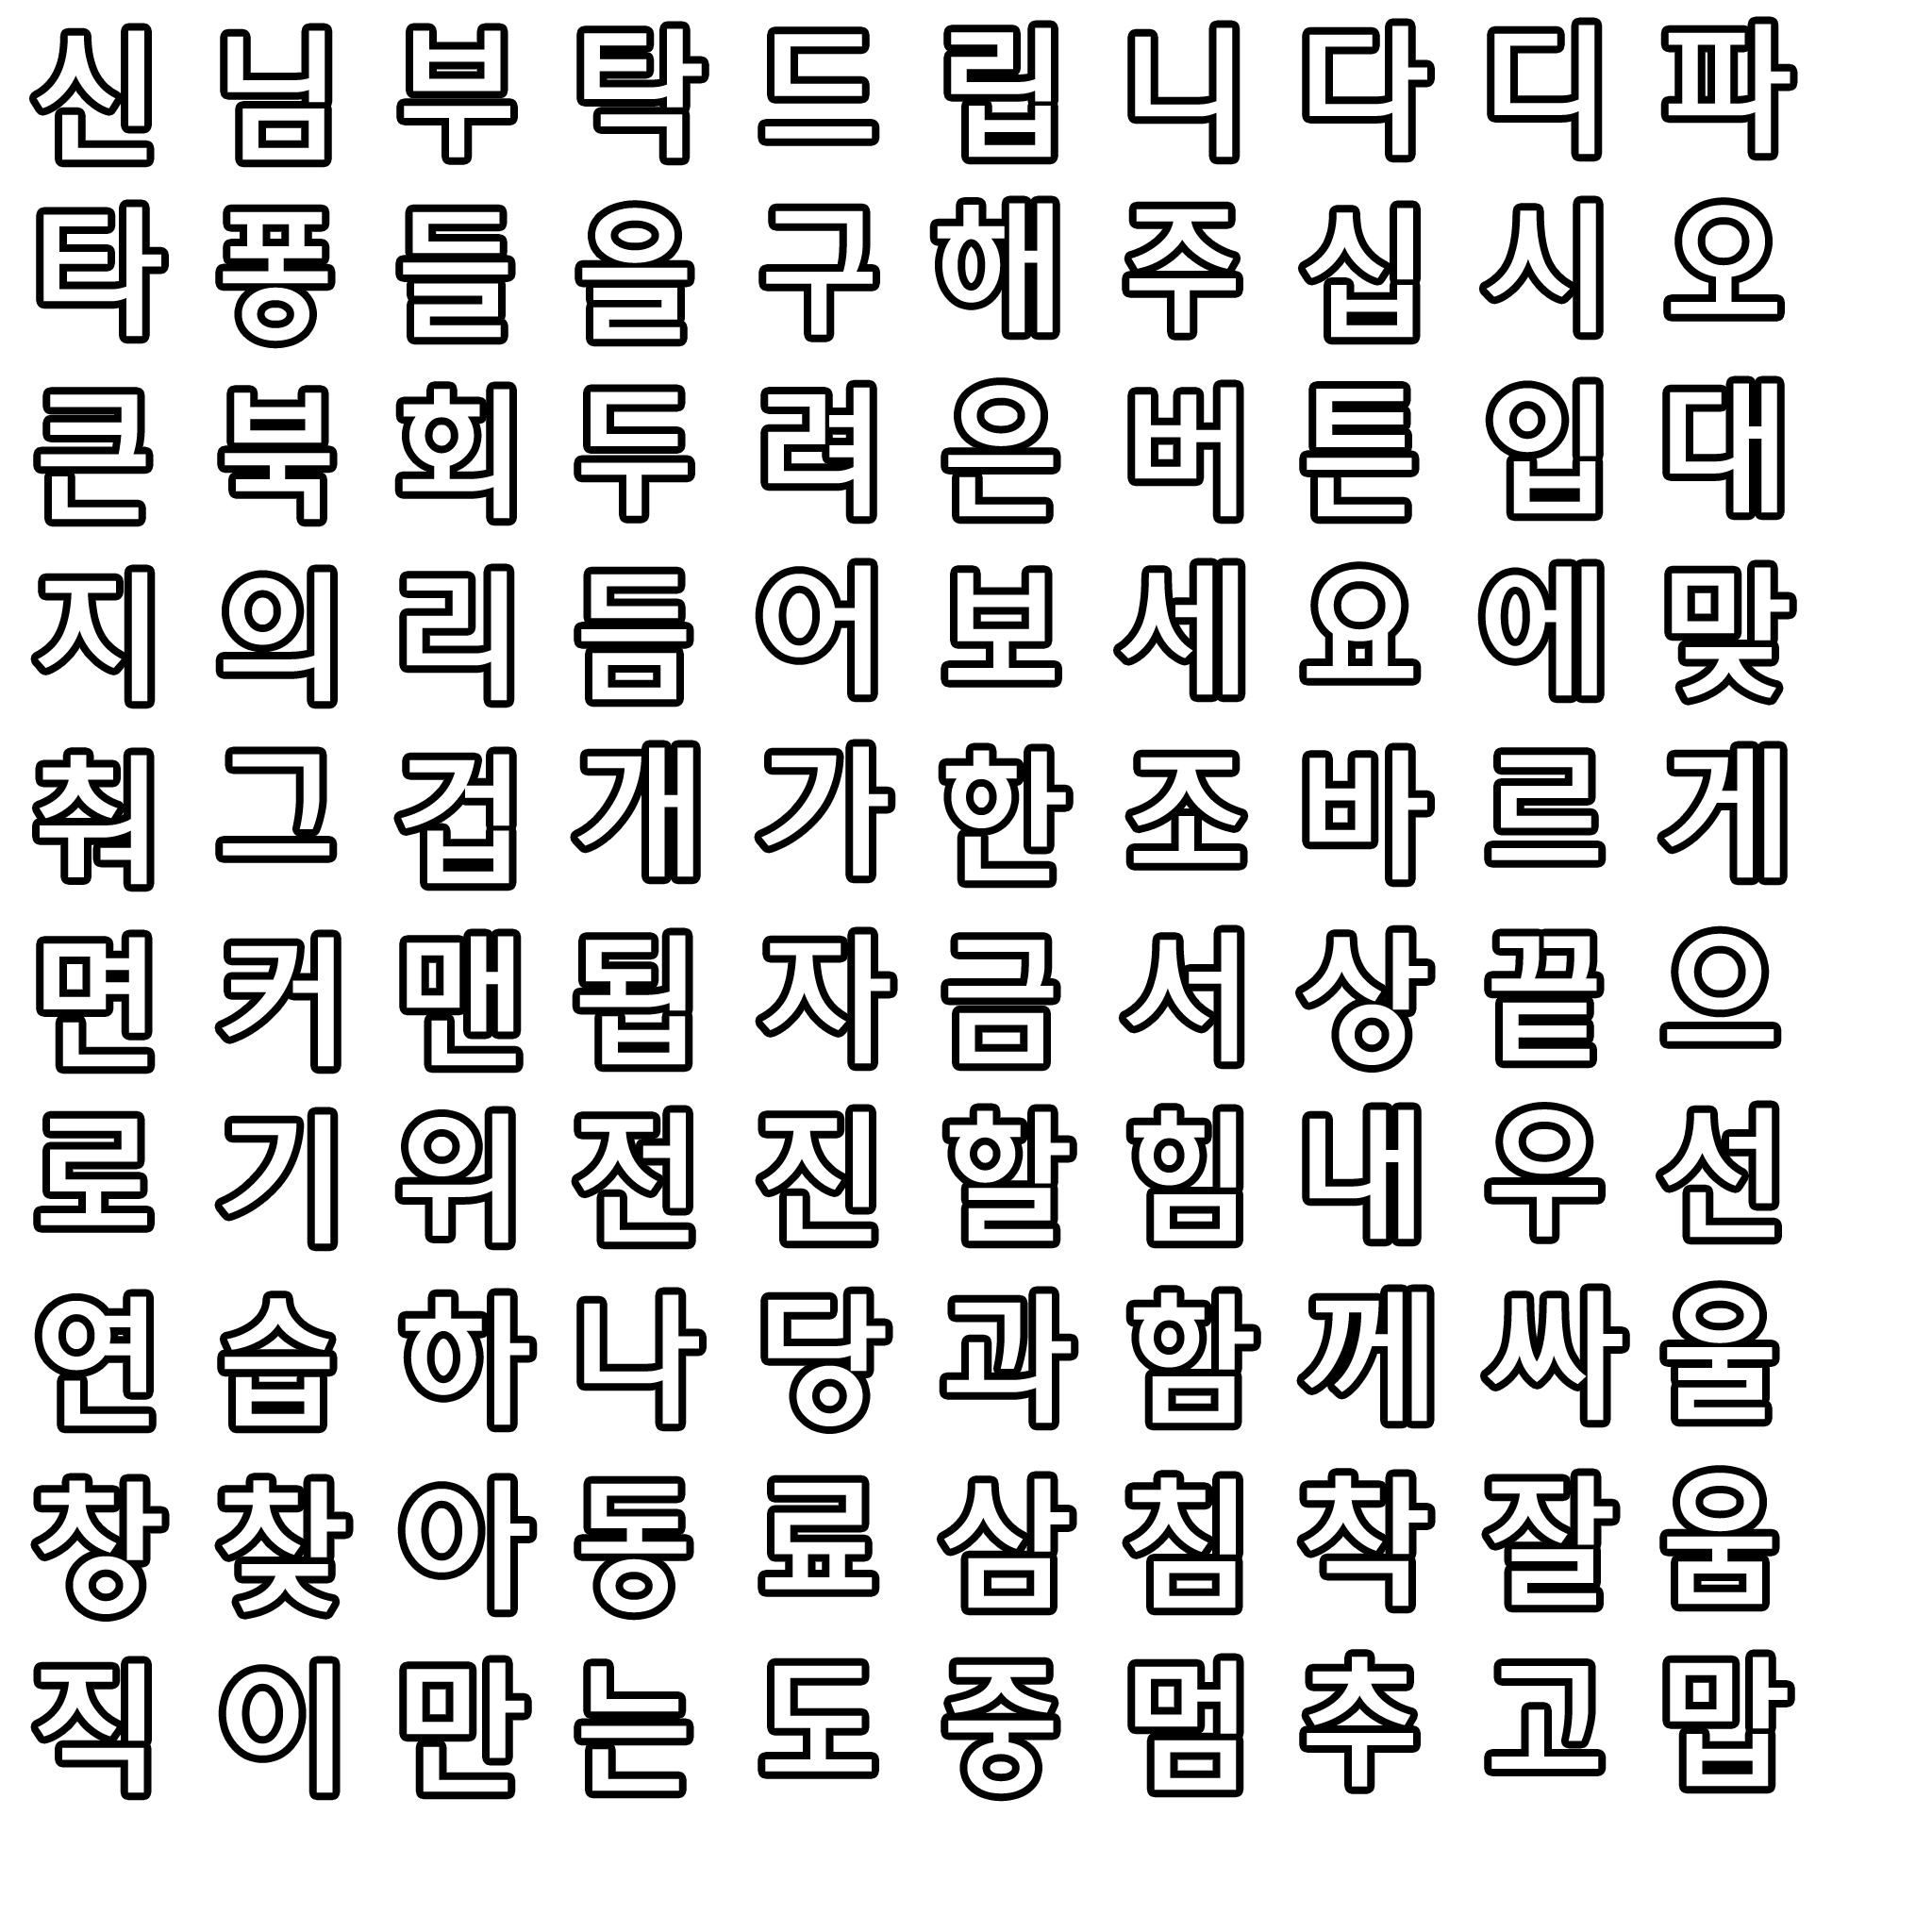 신 님 부 탁 드 립 니 다 디 파
타 풍 들 을 구 해 주 십 시 오
큰 북 회 두 려 은 버 튼 입 대
지 의 리 듬 어 보 세 요 에 맞
춰 그 겁 개 가 한 조 바 르 게
면 커 맨 될 자 금 서 상 끝 으
로 기 위 전 진 할 힘 내 우 선
연 습 하 나 당 과 함 께 싸 울
창 찾 아 동 료 삼 침 착 잘 움
직 이 만 는 도 중 멈 추 고 맙